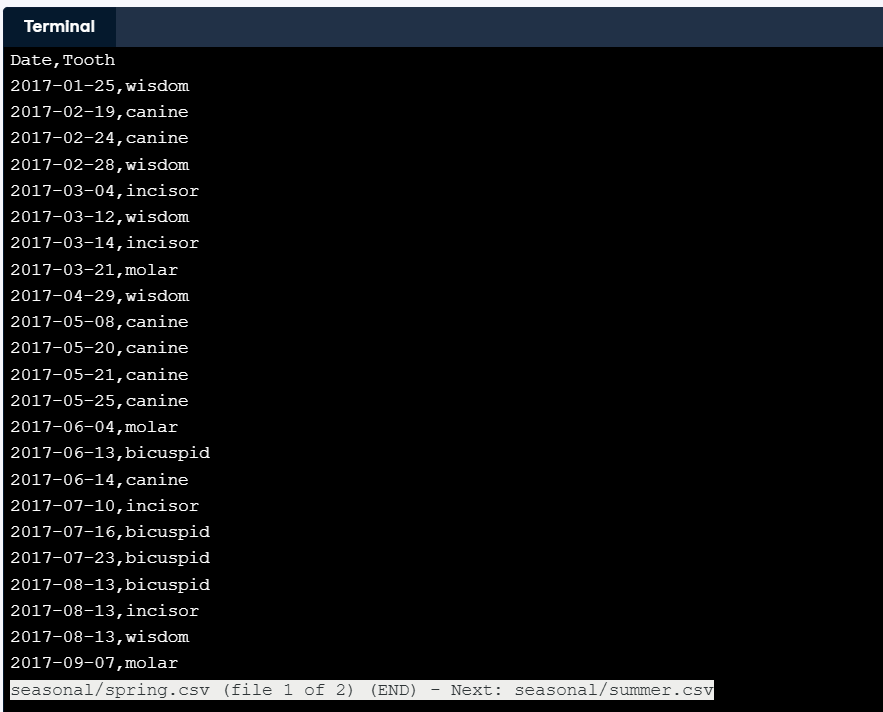 Terminal
Date,Tooth
2017-01-25,wisdom
2017-02-19,canine
2017-02-24,canine
2017-02-28,wisdom
2017-03-04,incisor
2017-03-12,wisdom
2017-03-14,incisor
2017-03-21,molar
2017-04-29,wisdom
2017-05-08,canine
2017-05-20,canine
2017-05-21,canine
2017-05-25,canine
2017-06-04,molar
2017-06-13,bicuspid
2017-06-14,canine
2017-07-10,incisor
2017-07-16,bicuspid
2017-07-23,bicuspid
2017-08-13,bicuspid
2017-08-13,incisor
2017-08-13,wisdom
2017-09-07,molar
seasonal/spring.csv (file 1 of 2) (END) - Next: seasonal/summer.csv